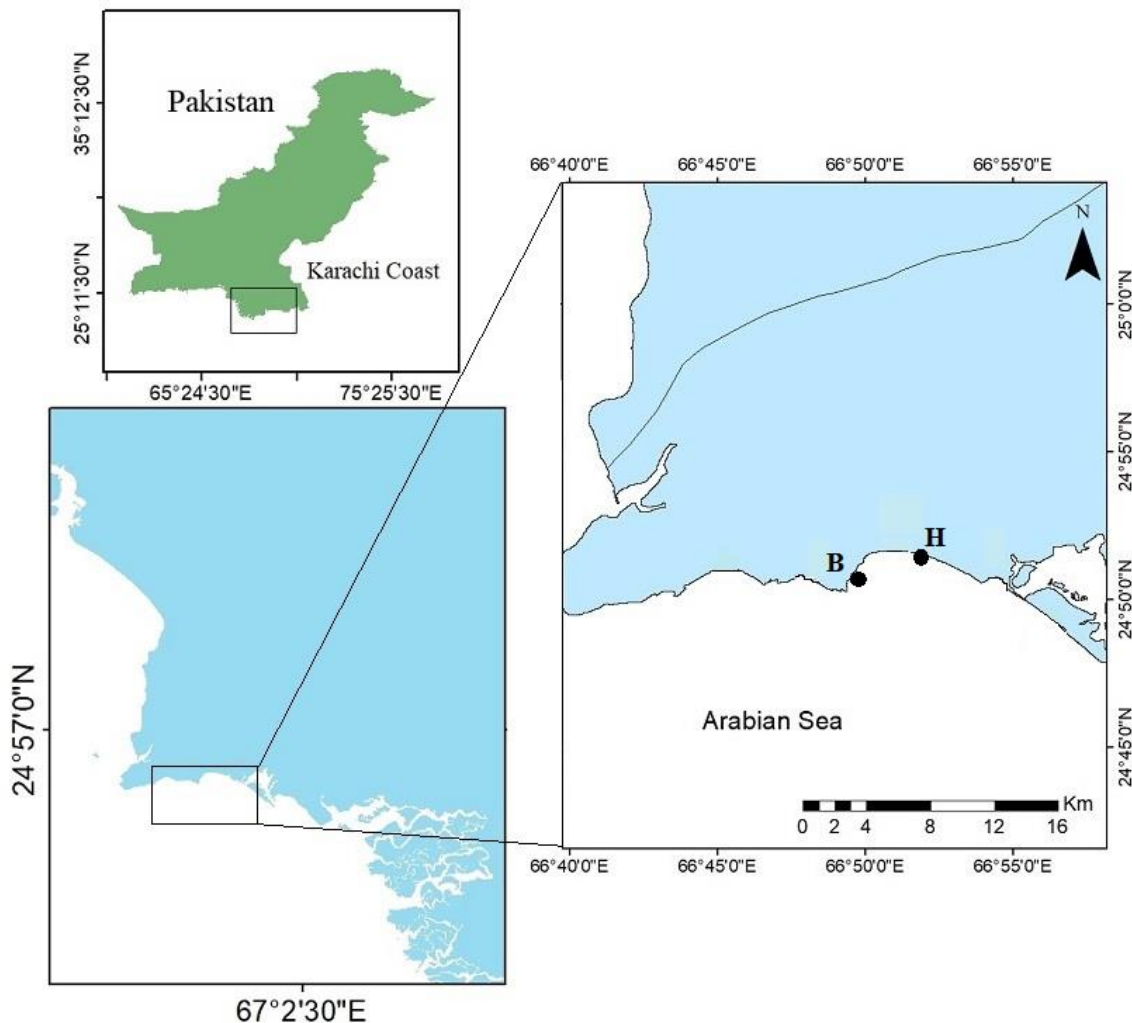 35°12'30"N
Pakistan
Karachi Coast
25°11'30"N
65°24'30"E 75°25'30"E
66°40'0"E 66°45'0"E 66°50'0"E 66°55'0"E
N
25°0'0"N
24°55'0"N
H
B
24°50'0"N
Arabian Sea
24°45'0"N
Km
0 2 4 8 12 16
66°40'0"E 66°45'0"E 66°50'0"E 66°55'0"E
24°57'0"N
67°2'30"E